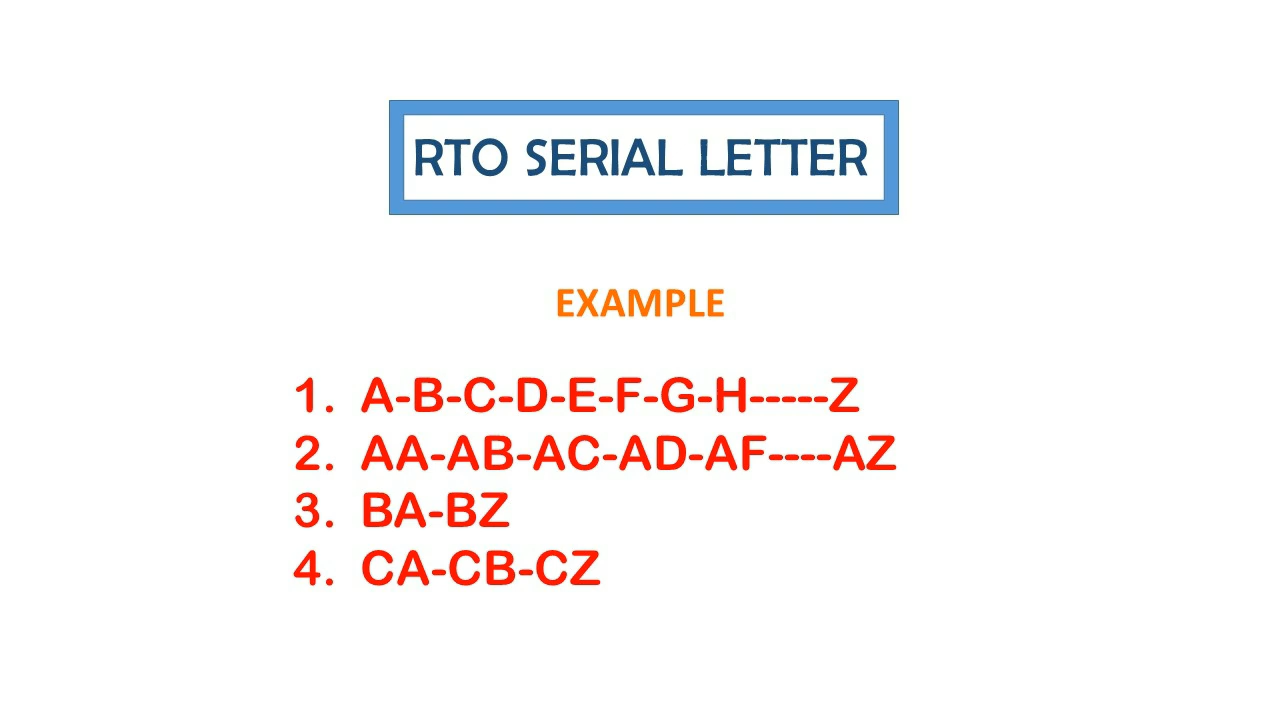 RTO SERIAL LETTER
EXAMPLE
1. A-B-C-D-E-F-G-H-----Z
2. AA-AB-AC-AD-AF----AZ
3. BA-BZ
4. CA-CB-CZ